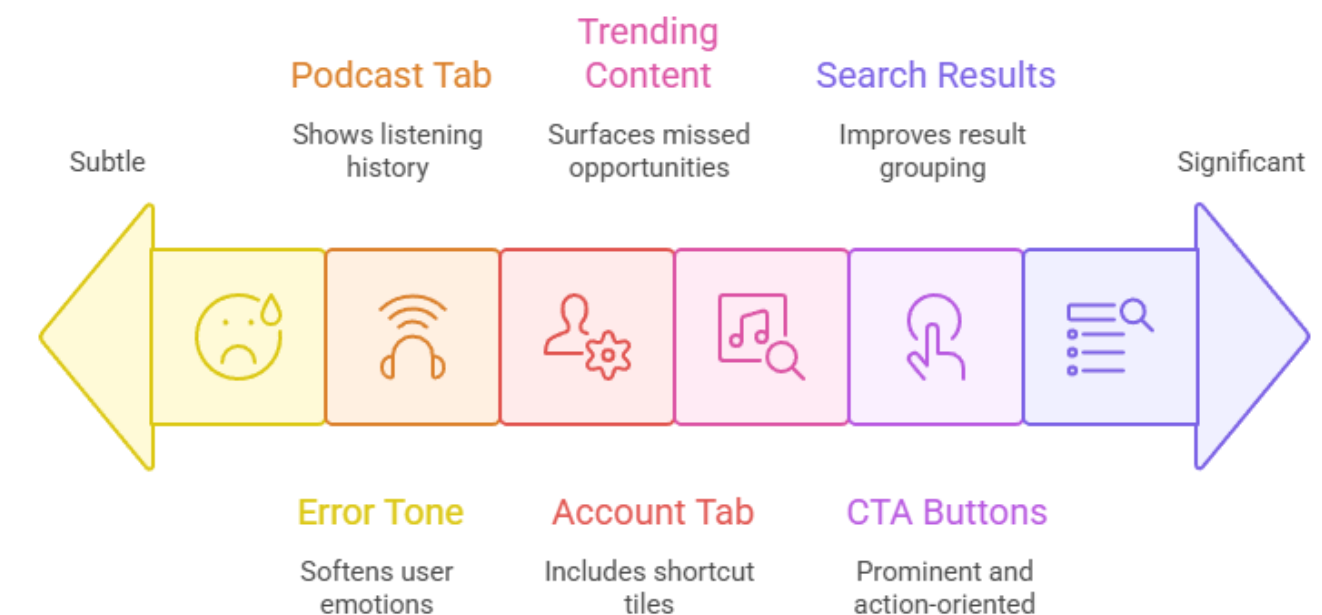 Trending
Podcast Tab
Content
Search Results
Shows listening
history
Surfaces missed
opportunities
Improves result
grouping
Subtle
Significant
Error Tone
Account Tab
CTA Buttons
Softens user
emotions
Includes shortcut
tiles
Prominent and
action-oriented